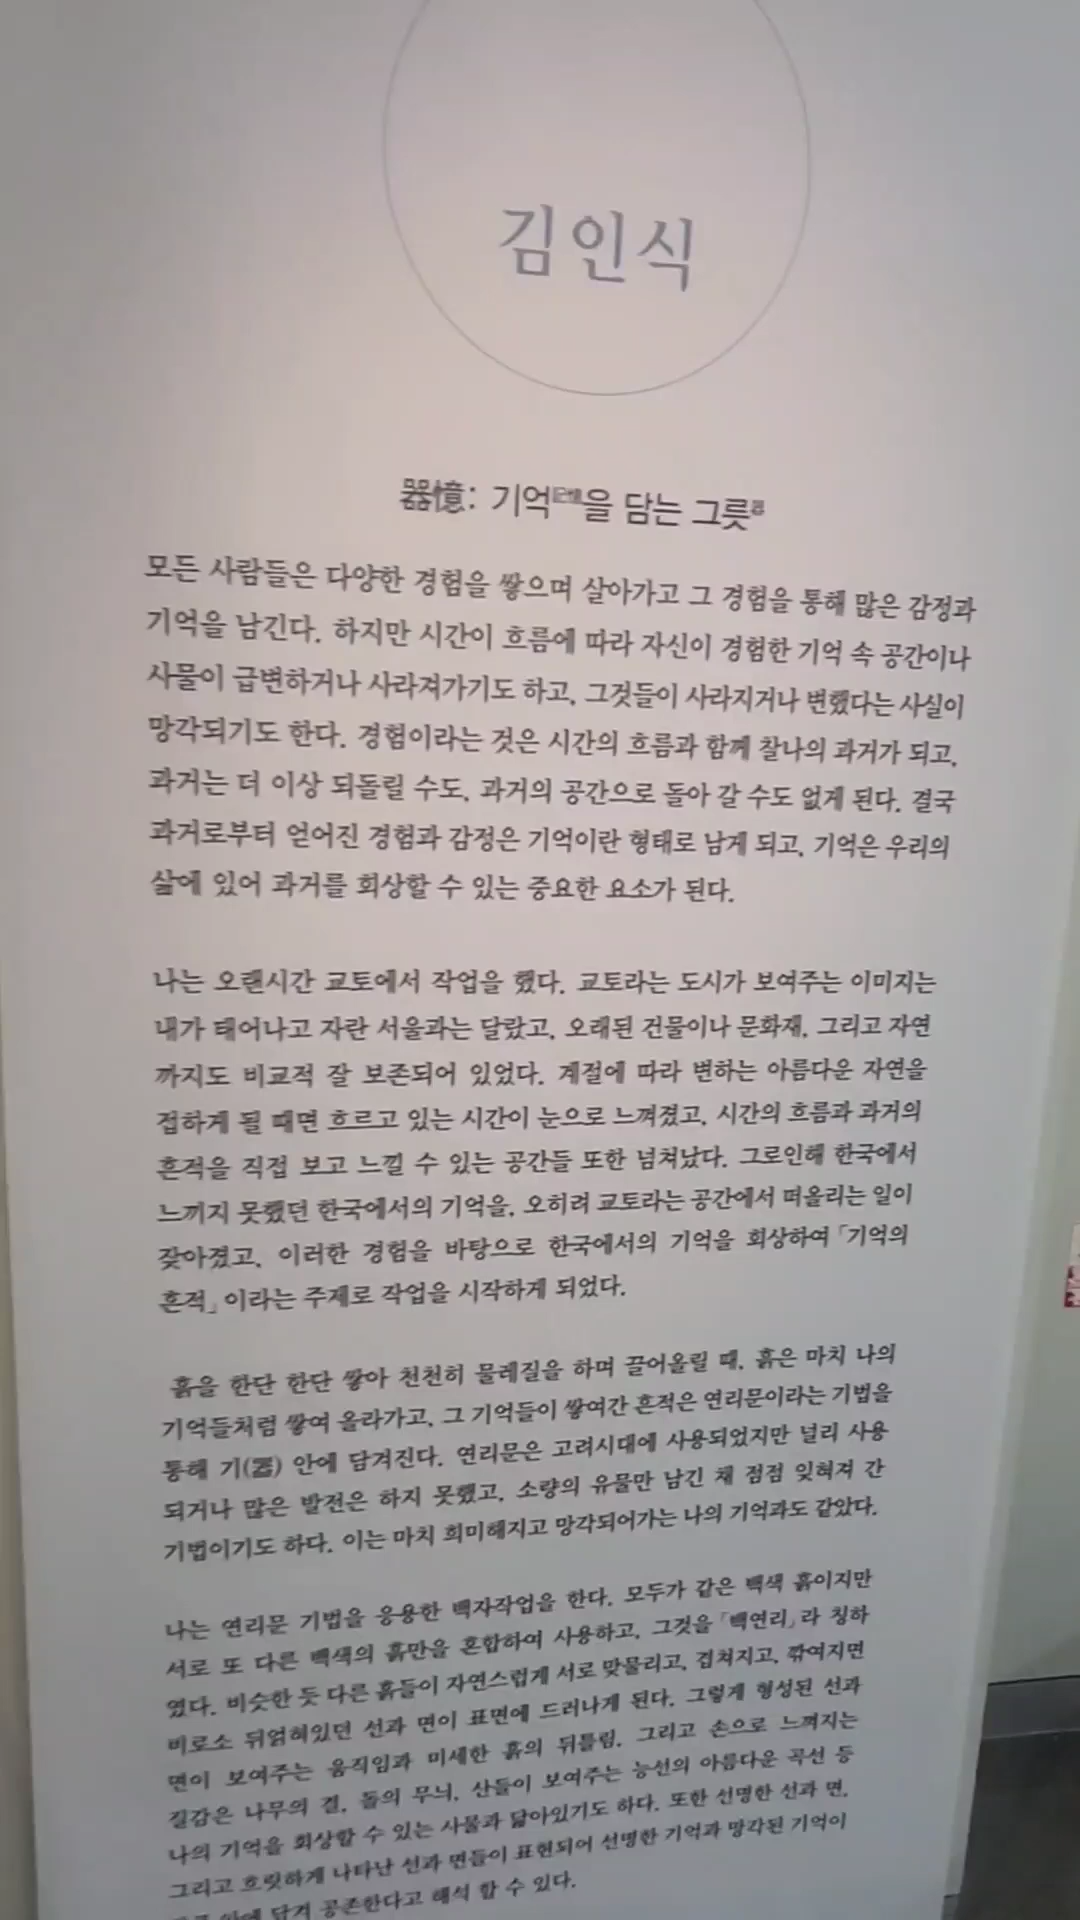 김인식
器憶: 기억記憶을 담는 그릇器
모든 사람들은 다양한 경험을 쌓으며 살아가고 그 경험을 통해 많은 감정과
기억을 남긴다. 하지만 시간이 흐름에 따라 자신이 경험한 기억 속 공간이나
사물이 급변하거나 사라져가기도 하고, 그것들이 사라지거나 변했다는 사실이
망각되기도 한다. 경험이라는 것은 시간의 흐름과 함께 찰나의 과거가 되고,
과거는 더 이상 되돌릴 수도, 과거의 공간으로 돌아 갈 수도 없게 된다. 결국
과거로부터 얻어진 경험과 감정은 기억이란 형태로 남게 되고, 기억은 우리의
삶에 있어 과거를 회상할 수 있는 중요한 요소가 된다.
나는 오랜시간 교토에서 작업을 했다. 교토라는 도시가 보여주는 이미지는
내가 태어나고 자란 서울과는 달랐고, 오래된 건물이나 문화재, 그리고 자연
까지도 비교적 잘 보존되어 있었다. 계절에 따라 변하는 아름다운 자연을
접하게 될 때면 흐르고 있는 시간이 눈으로 느껴졌고, 시간의 흐름과 과거의
흔적을 직접 보고 느낄 수 있는 공간들 또한 넘쳐났다. 그로인해 한국에서
느끼지 못했던 한국에서의 기억을, 오히려 교토라는 공간에서 떠올리는 일이
잦아졌고, 이러한 경험을 바탕으로 한국에서의 기억을 회상하여 「기억의
흔적」이라는 주제로 작업을 시작하게 되었다.
흙을 한단 한단 쌓아 천천히 물레질을 하며 끌어올릴 때, 흙은 마치 나의
기억들처럼 쌓여 올라가고, 그 기억들이 쌓여간 흔적은 연리문이라는 기법을
통해 기(器) 안에 담겨진다. 연리문은 고려시대에 사용되었지만 널리 사용
되거나 많은 발전은 하지 못했고, 소량의 유물만 남긴 채 점점 잊혀져 간
기법이기도 하다. 이는 마치 희미해지고 망각되어가는 나의 기억과도 같았다.
나는 연리문 기법을 응용한 백자작업을 한다. 모두가 같은 백색 흙이지만
서로 또 다른 백색의 흙만을 혼합하여 사용하고, 그것을 「백연리」라 칭하
였다. 비슷한 듯 다른 흙들이 자연스럽게 서로 맞물리고, 겹쳐지고, 깎여지면
비로소 뒤얽혀있던 선과 면이 표면에 드러나게 된다. 그렇게 형성된 선과
면이 보여주는 움직임과 미세한 흙의 뒤틀림, 그리고 손으로 느껴지는
질감은 나무의 결, 돌의 무늬, 산들이 보여주는 능선의 아름다운 곡선 등
나의 기억을 회상할 수 있는 사물과 닮아있기도 하다. 또한 선명한 선과 면,
그리고 흐릿하게 나타난 선과 면들이 표현되어 선명한 기억과 망각된 기억이
담겨 공존한다고 해석 할 수 있다.